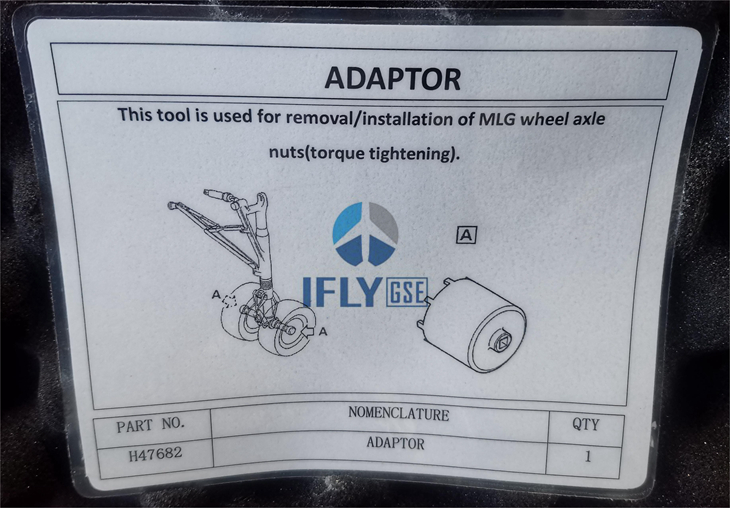 ADAPTOR
This tool is used for removal/installation of MLG wheel axle
nuts(torque tightening).
A
A
A
IFLY GSE
PART NO. NOMENCLATURE QTY
H47682 ADAPTOR 1